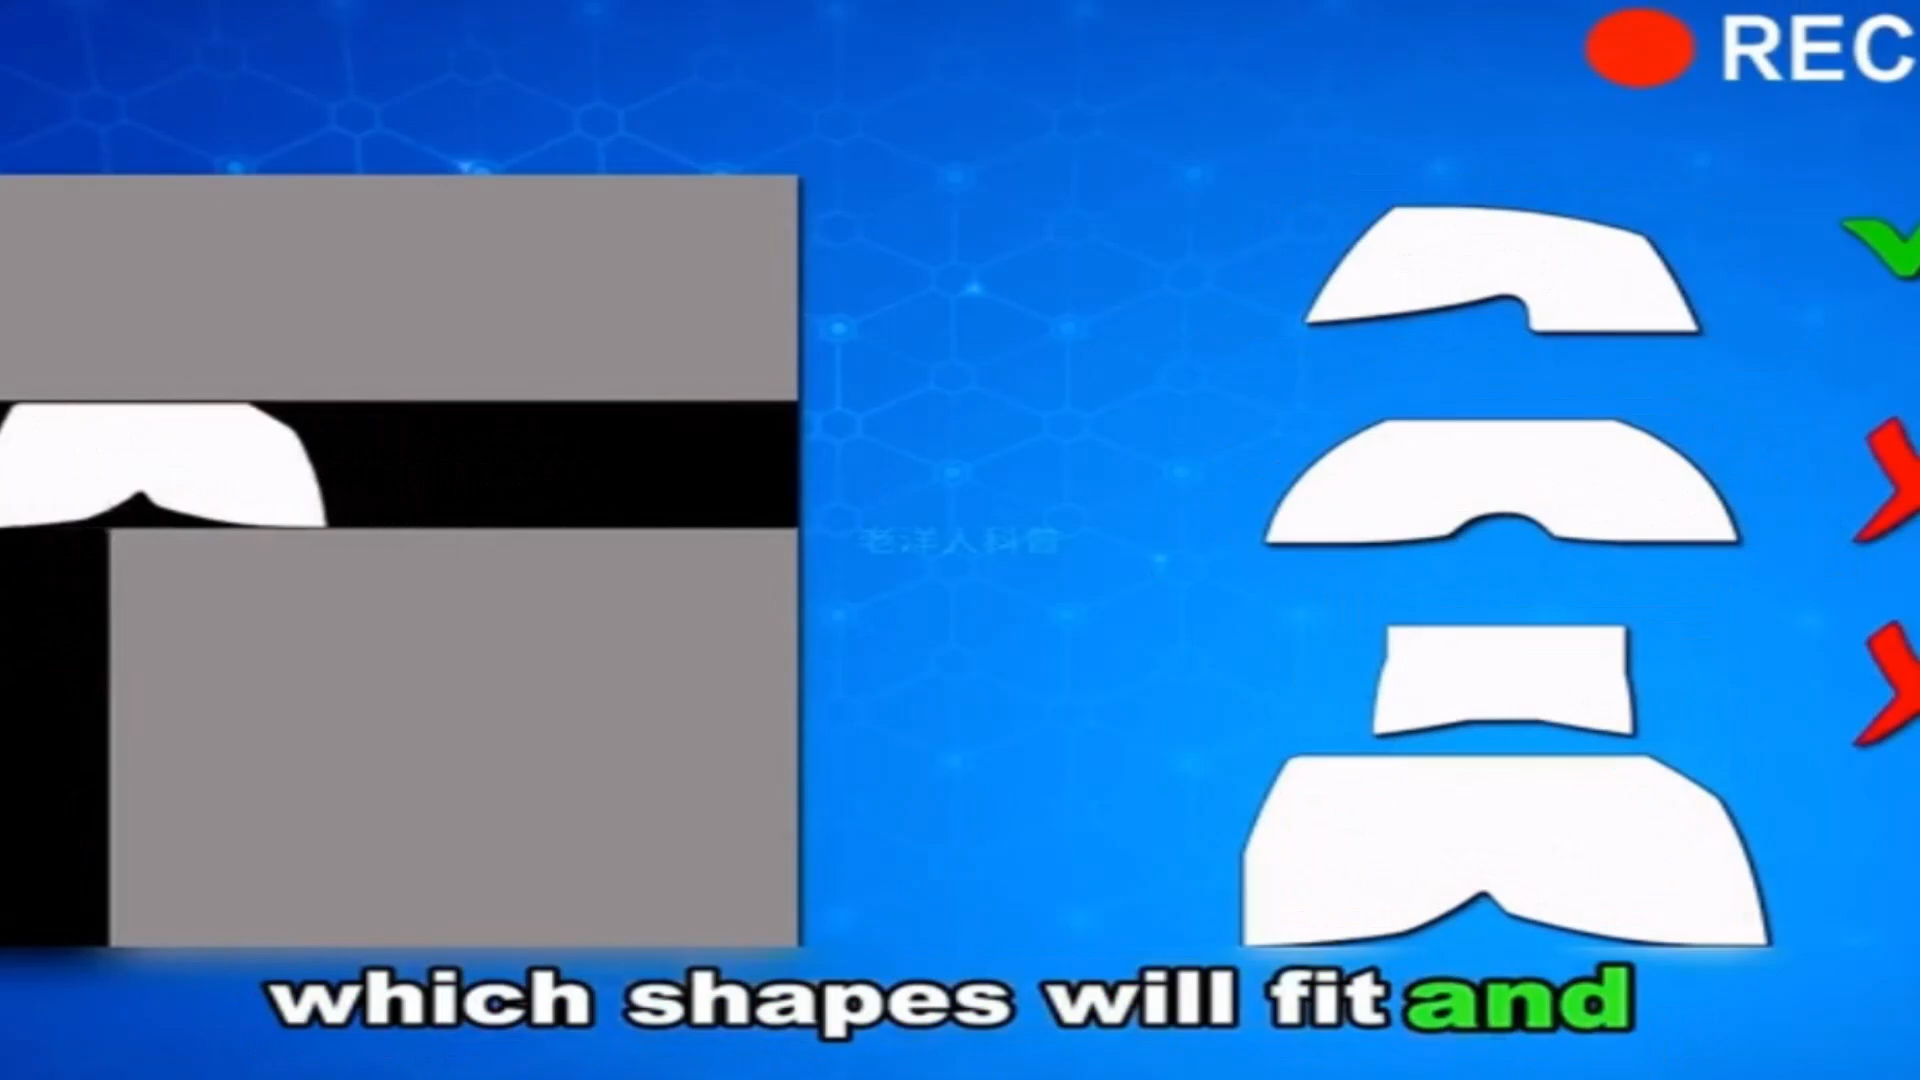 REC
老洋人科普
which shapes will fit and